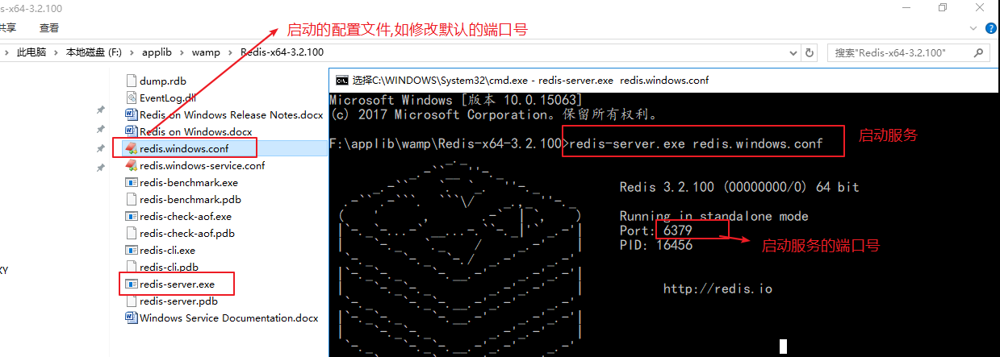 s-x64-3.2.100
共享 查看
启动的配置文件,如修改默认的端口号
此电脑 本地磁盘 (F:) applib wamp Redis-x64-3.2.100
搜索"Redis-x64-3.2.100"
dump.rdb
EventLog.dll
Redis on Windows Release Notes.docx
Redis on Windows.docx
redis.windows.conf
redis.windows-service.conf
redis-benchmark.exe
redis-benchmark.pdb
redis-check-aof.exe
redis-check-aof.pdb
redis-cli.exe
redis-cli.pdb
redis-server.exe
redis-server.pdb
Windows Service Documentation.docx
XY
选择C:\WINDOWS\System32\cmd.exe - redis-server.exe redis.windows.conf
Microsoft Windows [版本 10.0.15063]
(c) 2017 Microsoft Corporation。保留所有权利。
F:\applib\wamp\Redis-x64-3.2.100>redis-server.exe redis.windows.conf
启动服务
Redis 3.2.100 (00000000/0) 64 bit
Running in standalone mode
Port: 6379
PID: 16456
启动服务的端口号
http://redis.io